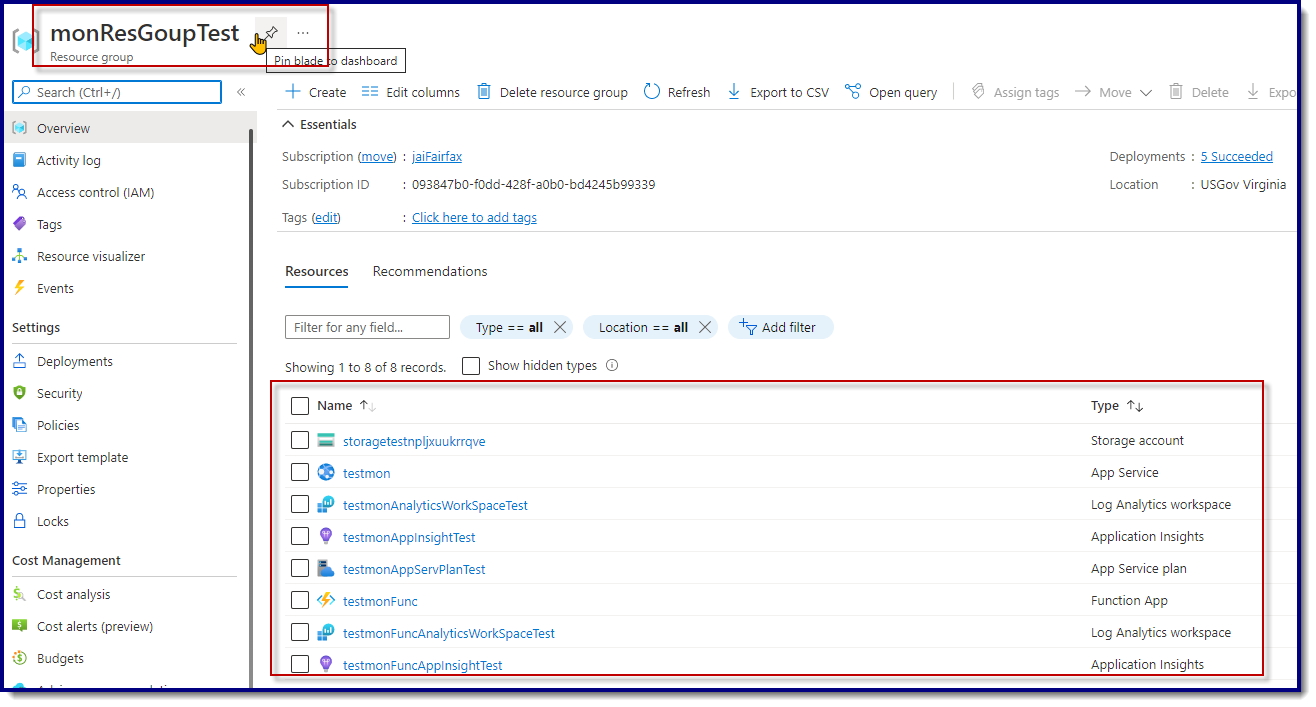 monResGoupTest
Resource group
Pin blade to dashboard
Search (Ctrl+/)
Create Edit columns Delete resource group Refresh Export to CSV Open query Assign tags Move Delete Expo
Overview
Activity log
Access control (IAM)
Tags
Resource visualizer
Events
Settings
Deployments
Security
Policies
Export template
Properties
Locks
Cost Management
Cost analysis
Cost alerts (preview)
Budgets
Essentials
Subscription (move) : jaiFairfax
Deployments : 5 Succeeded
Subscription ID : 093847b0-f0dd-428f-a0b0-bd4245b99339
Location : USGov Virginia
Tags (edit) : Click here to add tags
Resources Recommendations
Filter for any field... Type == all Location == all Add filter
Showing 1 to 8 of 8 records. Show hidden types
Name Type
storagetestnpljxuukrrqve Storage account
testmon App Service
testmonAnalyticsWorkSpaceTest Log Analytics workspace
testmonAppInsightTest Application Insights
testmonAppServPlanTest App Service plan
testmonFunc Function App
testmonFuncAnalyticsWorkSpaceTest Log Analytics workspace
testmonFuncAppInsightTest Application Insights